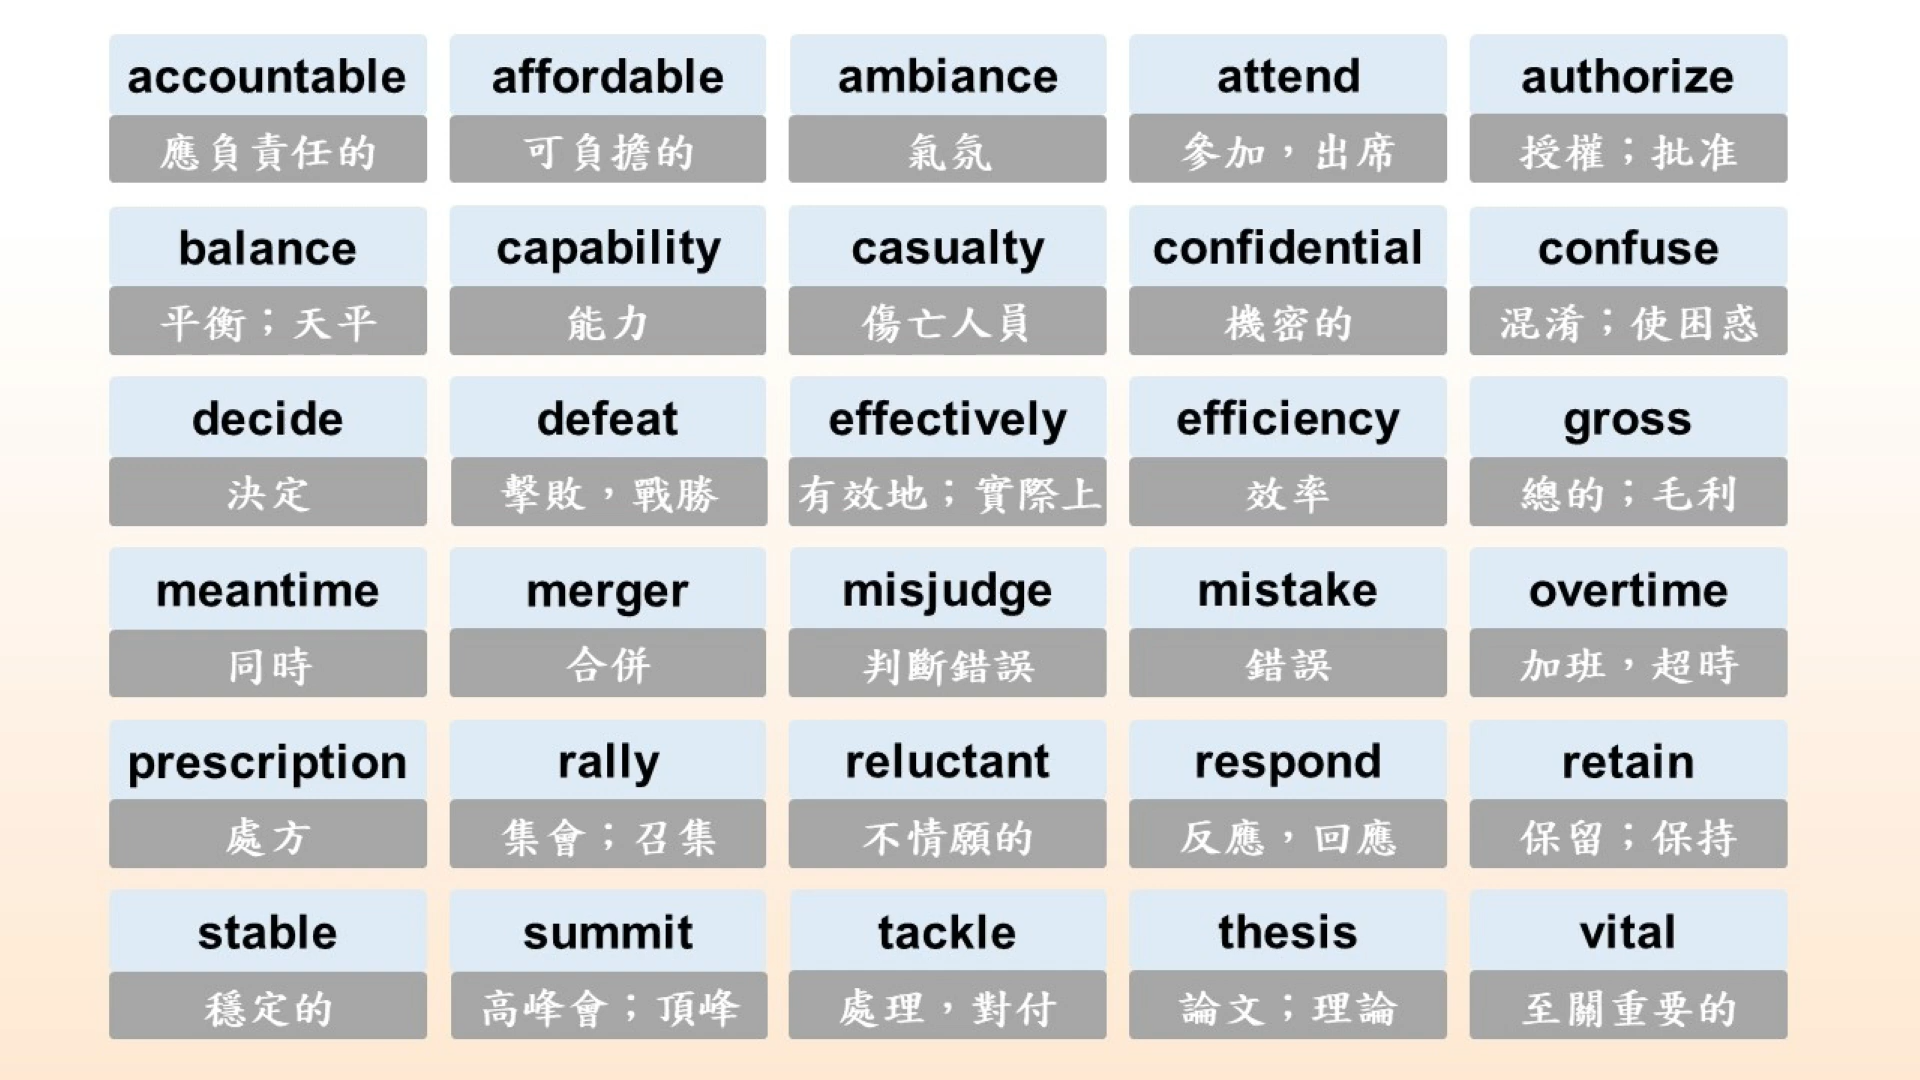 accountable affordable ambiance attend authorize
應負責任的 可負擔的 氣氛 參加，出席 授權；批准
balance capability casualty confidential confuse
平衡；天平 能力 傷亡人員 機密的 混淆；使困惑
decide defeat effectively efficiency gross
決定 擊敗，戰勝 有效地；實際上 效率 總的；毛利
meantime merger misjudge mistake overtime
同時 合併 判斷錯誤 錯誤 加班，超時
prescription rally reluctant respond retain
處方 集會；召集 不情願的 反應，回應 保留；保持
stable summit tackle thesis vital
穩定的 高峰會；頂峰 處理，對付 論文；理論 至關重要的